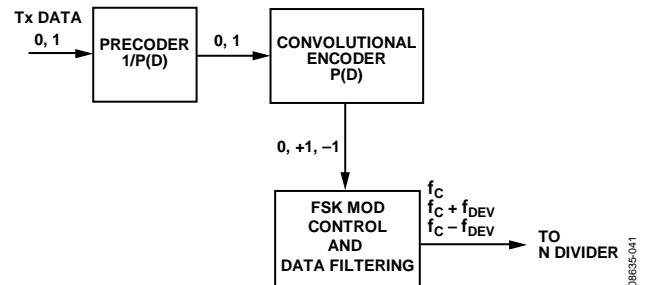 Tx DATA
0, 1
PRECODER
1/P(D)
0, 1
CONVOLUTIONAL
ENCODER
P(D)
0, +1, –1
FSK MOD
CONTROL
AND
DATA FILTERING
fC
fC + fDEV
fC – fDEV
TO
N DIVIDER
08635-041